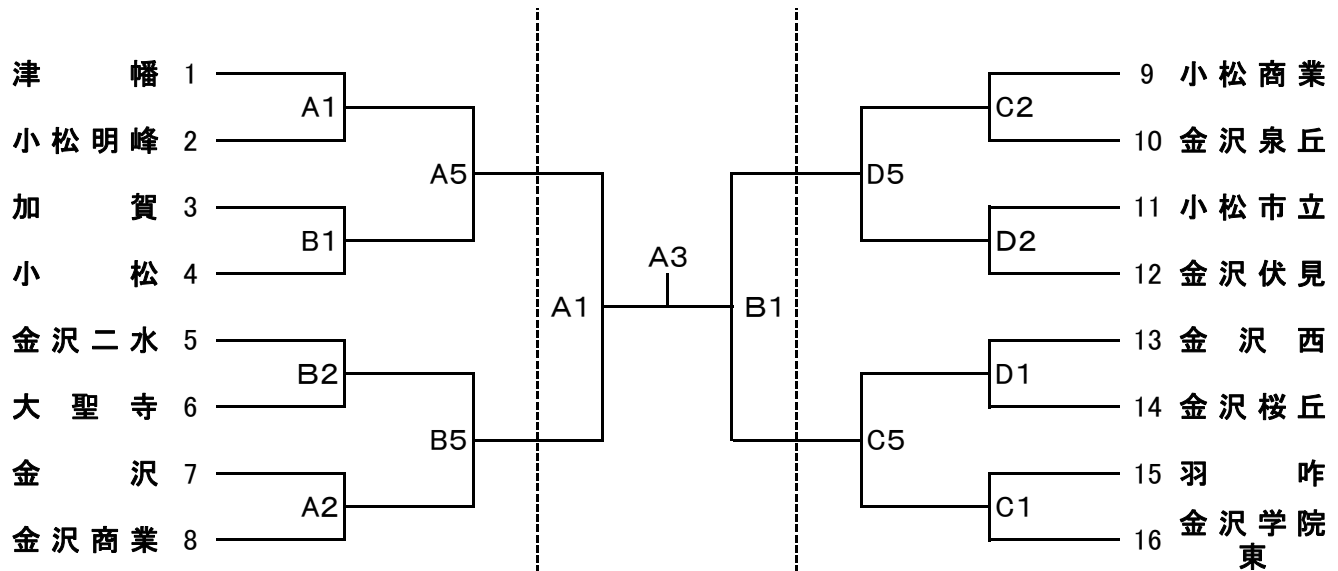 津幡 1
A1
小松明峰 2
A5
加賀 3
B1
小松 4
A1
金沢二水 5
B2
大聖寺 6
B5
金沢 7
A2
金沢商業 8
A3
9 小松商業
C2
10 金沢泉丘
D5
11 小松市立
D2
12 金沢伏見
B1
13 金沢西
D1
14 金沢桜丘
C5
15 羽咋
C1
16 金沢学院
東